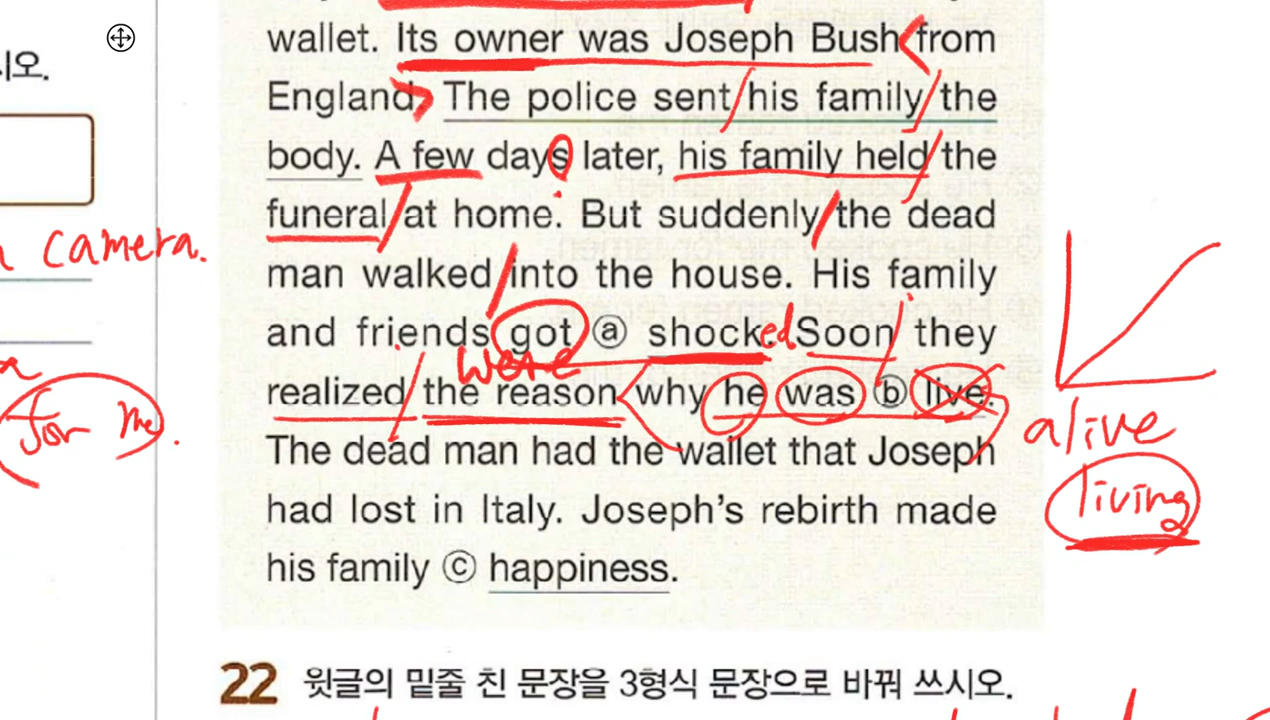 wallet. Its owner was Joseph Bush from
시오.
England. The police sent his family the
body. A few days later, his family held the
funeral at home. But suddenly the dead
camera.
man walked into the house. His family
and friends got ⓐ shocked Soon they
were
realized the reason why he was ⓑ live.
for me.
alive
The dead man had the wallet that Joseph
living
had lost in Italy. Joseph's rebirth made
his family ⓒ happiness.
22 윗글의 밑줄 친 문장을 3형식 문장으로 바꿔 쓰시오.